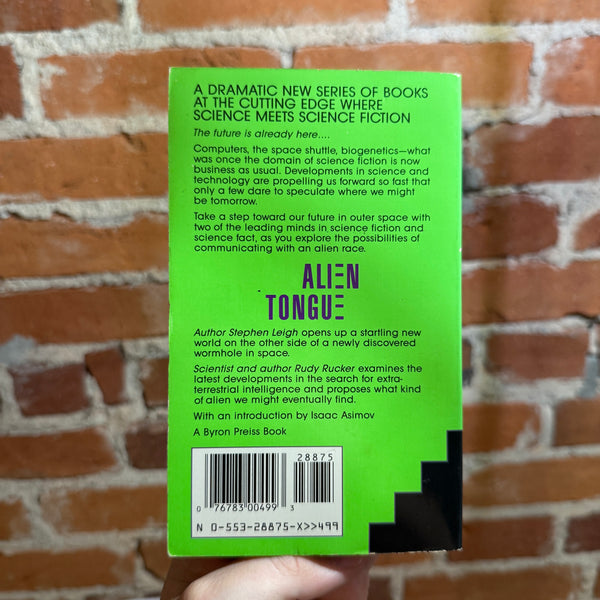 A DRAMATIC NEW SERIES OF BOOKS
AT THE CUTTING EDGE WHERE
SCIENCE MEETS SCIENCE FICTION
The future is already here....
Computers, the space shuttle, biogenetics—what
was once the domain of science fiction is now
business as usual. Developments in science and
technology are propelling us forward so fast that
only a few dare to speculate where we might
be tomorrow.
Take a step toward our future in outer space with
two of the leading minds in science fiction and
science fact, as you explore the possibilities of
communicating with an alien race.
ALIEN
TONGUE
Author Stephen Leigh opens up a startling new
world on the other side of a newly discovered
wormhole in space.
Scientist and author Rudy Rucker examines the
latest developments in the search for extra-
terrestrial intelligence and proposes what kind
of alien we might eventually find.
With an introduction by Isaac Asimov
A Byron Preiss Book
28875
0 76783 00499 3
N 0-553-28875-X>>499